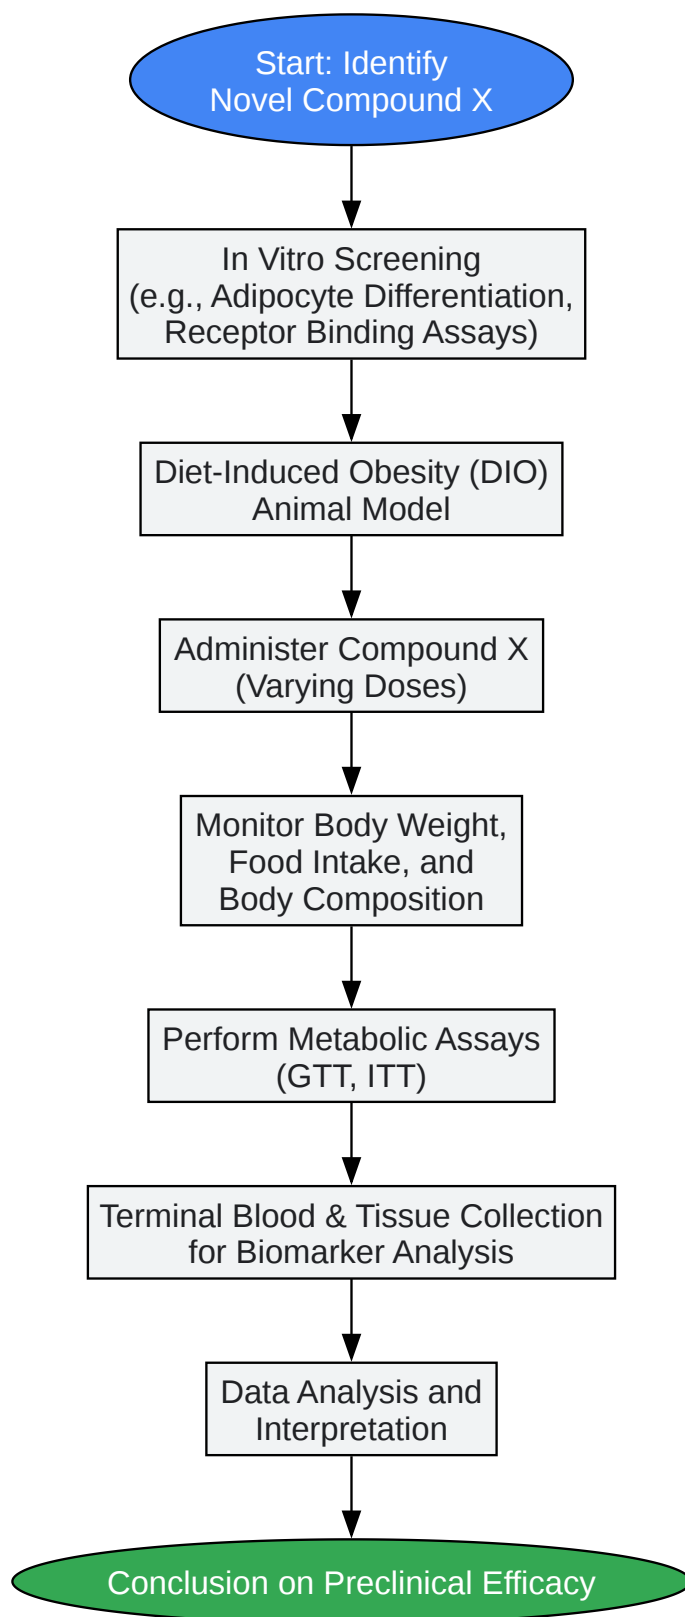 Start: Identify
Novel Compound X
In Vitro Screening
(e.g., Adipocyte Differentiation,
Receptor Binding Assays)
Diet-Induced Obesity (DIO)
Animal Model
Administer Compound X
(Varying Doses)
Monitor Body Weight,
Food Intake, and
Body Composition
Perform Metabolic Assays
(GTT, ITT)
Terminal Blood & Tissue Collection
for Biomarker Analysis
Data Analysis and
Interpretation
Conclusion on Preclinical Efficacy